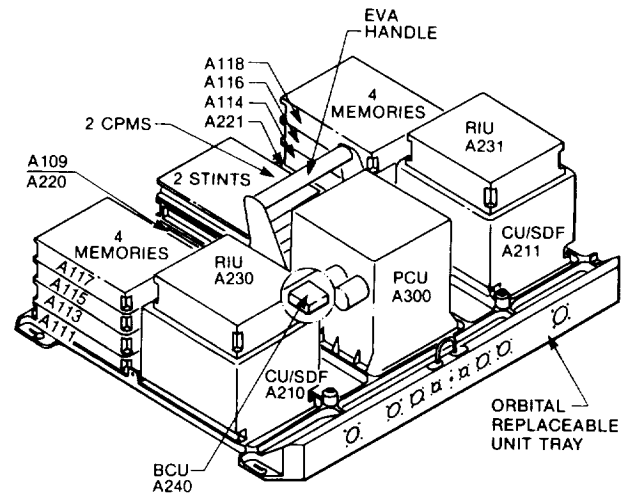 EVA
HANDLE
A118
A116
A114
A221
4
MEMORIES
RIU
A231
2 CPMS
2 STINTS
A109
A220
CU/SDF
A211
4
MEMORIES
RIU
A230
PCU
A300
A117
A115
A113
A111
CU/SDF
A210
BCU
A240
ORBITAL
REPLACEABLE
UNIT TRAY